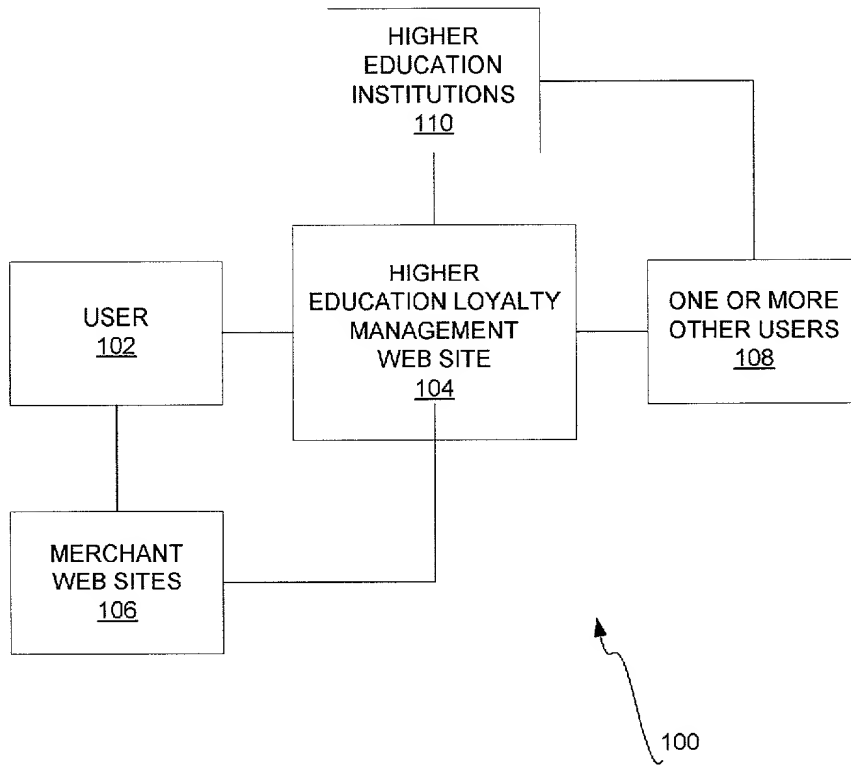 HIGHER
EDUCATION
INSTITUTIONS
110
HIGHER
EDUCATION LOYALTY
MANAGEMENT
WEB SITE
104
USER
102
ONE OR MORE
OTHER USERS
108
MERCHANT
WEB SITES
106
100